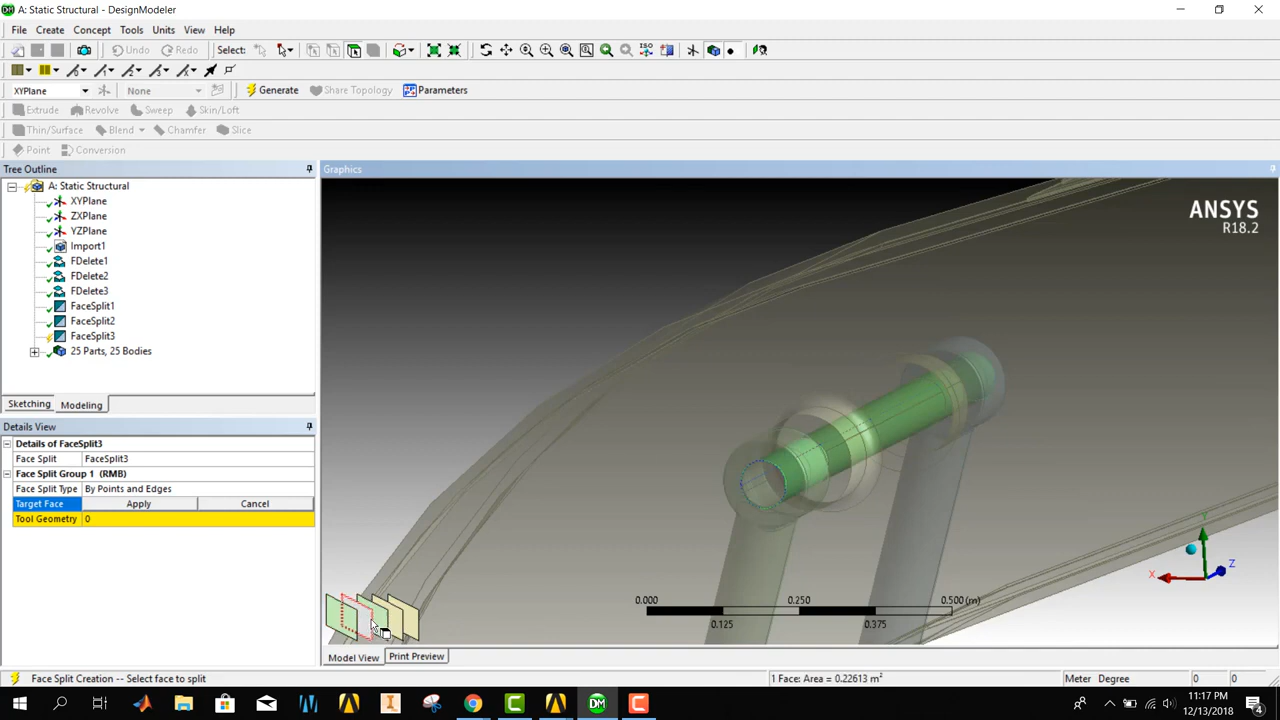 DM A: Static Structural - DesignModeler
File Create Concept Tools Units View Help
Undo Redo Select: ISO
XYPlane None Generate Share Topology Parameters
Extrude Revolve Sweep Skin/Loft
Thin/Surface Blend Chamfer Slice
Point Conversion
Tree Outline
A: Static Structural
XYPlane
ZXPlane
YZPlane
Import1
FDelete1
FDelete2
FDelete3
FaceSplit1
FaceSplit2
FaceSplit3
25 Parts, 25 Bodies
Sketching Modeling
Details View
Details of FaceSplit3
Face Split FaceSplit3
Face Split Group 1 (RMB)
Face Split Type By Points and Edges
Target Face Apply Cancel
Tool Geometry 0
Graphics
ANSYS
R18.2
Y
X Z
0.000 0.250 0.500 (m)
0.125 0.375
Model View Print Preview
Face Split Creation -- Select face to split 1 Face: Area = 0.22613 m² Meter Degree 0 0
DM
11:17 PM
12/13/2018
4